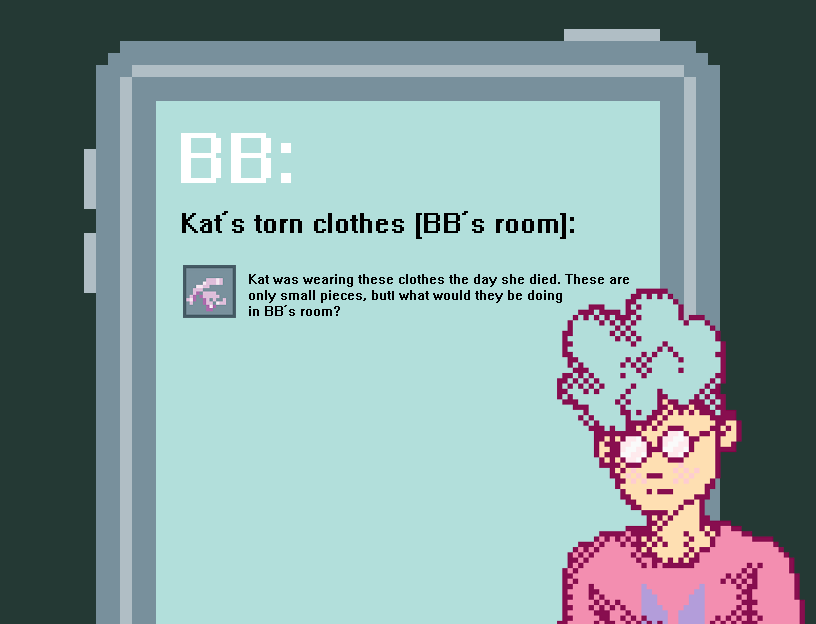 BB:
Kat's torn clothes [BB's room]:
Kat was wearing these clothes the day she died. These are
only small pieces, butl what would they be doing
in BB's room?